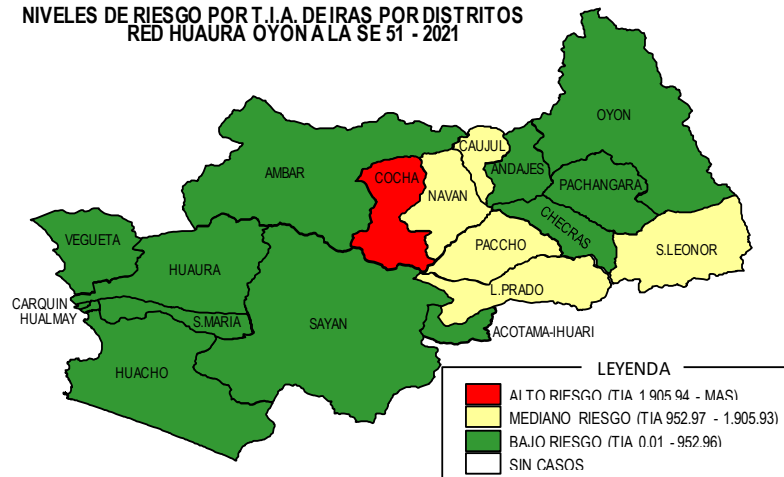 NIVELES DE RIESGO POR T.I.A. DE IRAS POR DISTRITOS
RED HUAURA OYON A LA SE 51 - 2021
OYON
CAUJUL
AMBAR
COCHA
ANDAJES
NAVAN
PACHANGARA
CHECRAS
VEGUETA
PACCHO
S.LEONOR
HUAURA
L.PRADO
CARQUIN
HUALMAY
S.MARIA
SAYAN
ACOTAMA-IHUARI
HUACHO
LEYENDA
ALTO RIESGO (TIA 1.905.94 - MAS)
MEDIANO RIESGO (TIA 952.97 - 1.905.93)
BAJO RIESGO (TIA 0.01 - 952.96)
SIN CASOS